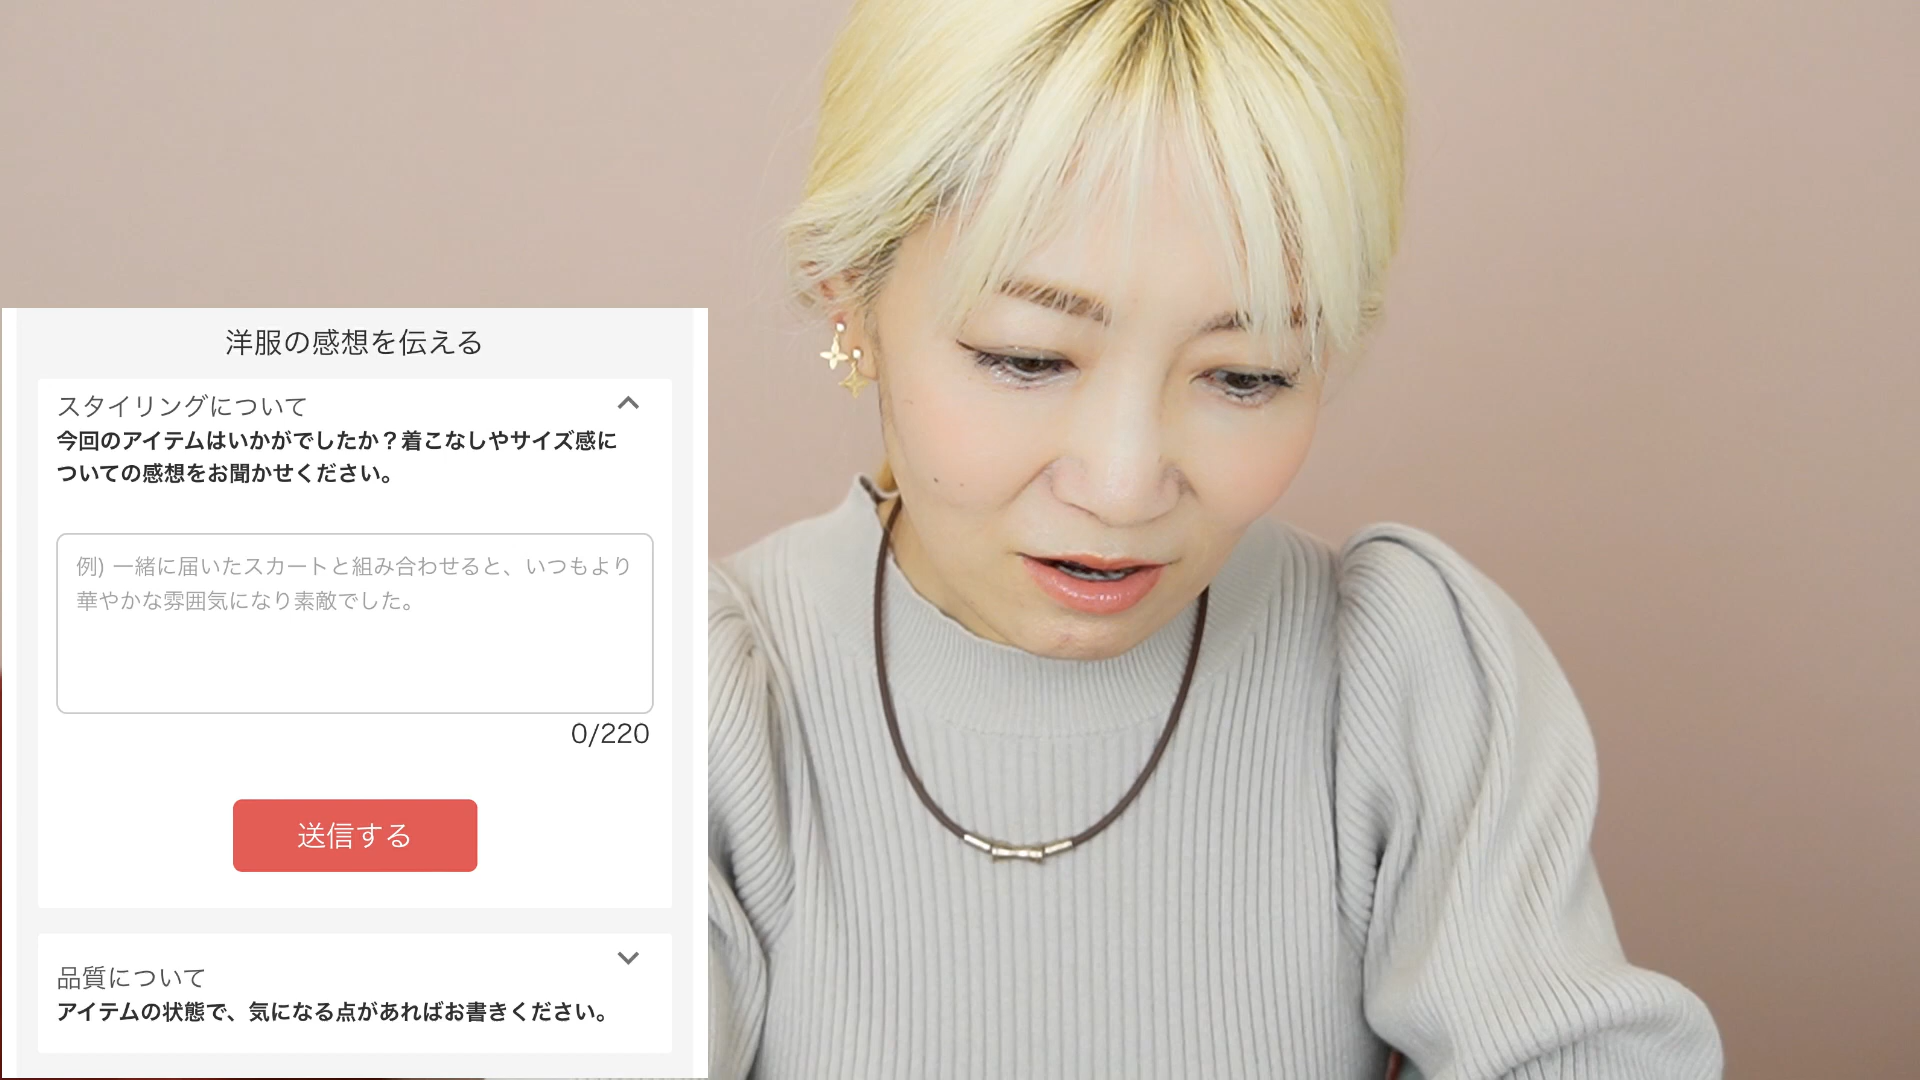 洋服の感想を伝える
スタイリングについて
今回のアイテムはいかがでしたか？着こなしやサイズ感に
ついての感想をお聞かせください。
例) 一緒に届いたスカートと組み合わせると、いつもより
華やかな雰囲気になり素敵でした。
0/220
送信する
品質について
アイテムの状態で、気になる点があればお書きください。